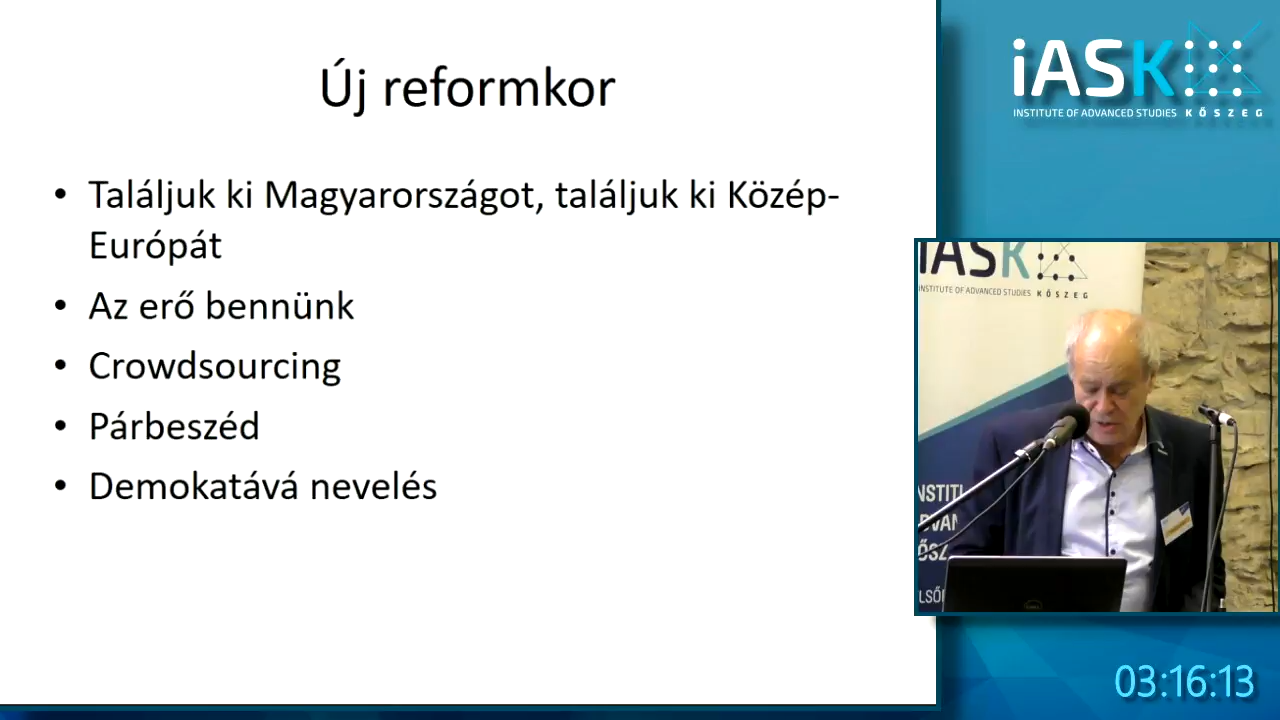 Új reformkor
• Találjuk ki Magyarországot, találjuk ki Közép-
Európát
• Az erő bennünk
• Crowdsourcing
• Párbeszéd
• Demokatává nevelés
iASK
INSTITUTE OF ADVANCED STUDIES KŐSZEG
iASK
INSTITUTE OF ADVANCED STUDIES KŐSZEG
03:16:13